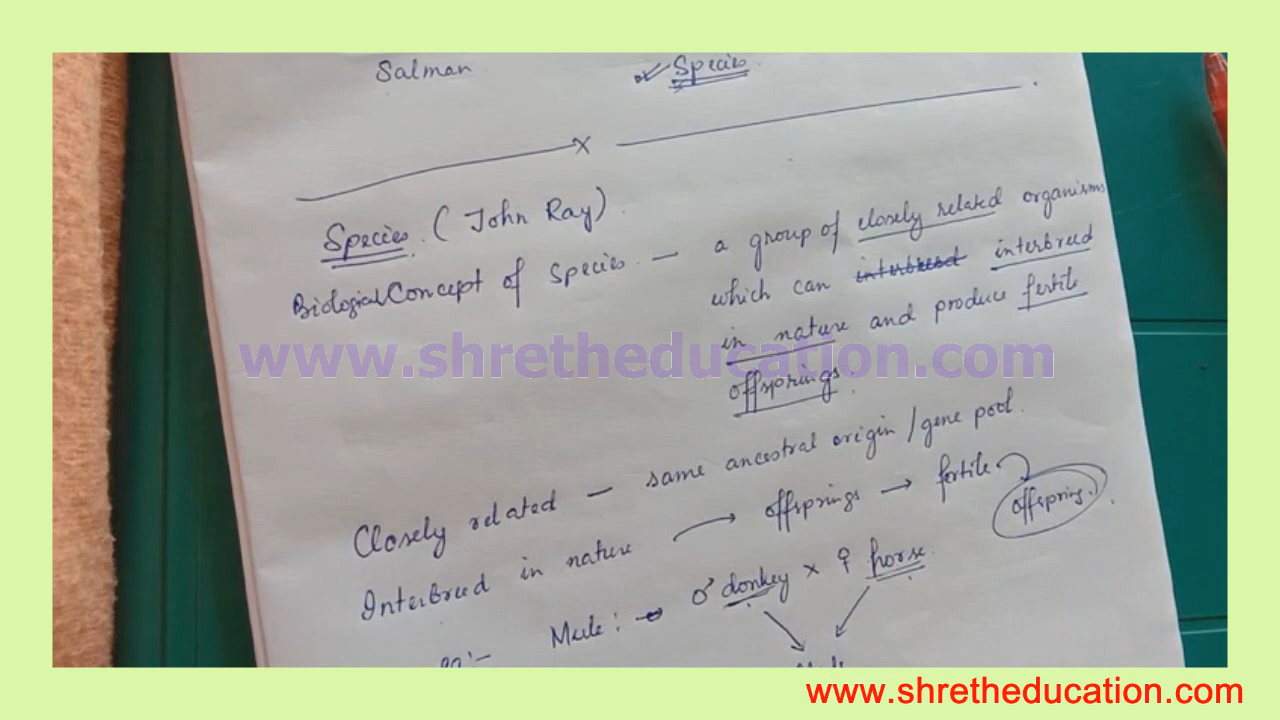 Salman
Species
x
Species. (John Ray).
Biological Concept of Species. — a group of closely related organisms
which can interbreed interbreed
in nature and produce fertile
offsprings.
www.shretheducation.com
Closely related — same ancestral origin/gene pool.
Interbreed in nature → offsprings → fertile offspring.
eg:- Mule: → ♂ donkey × ♀ horse.
www.shretheducation.com